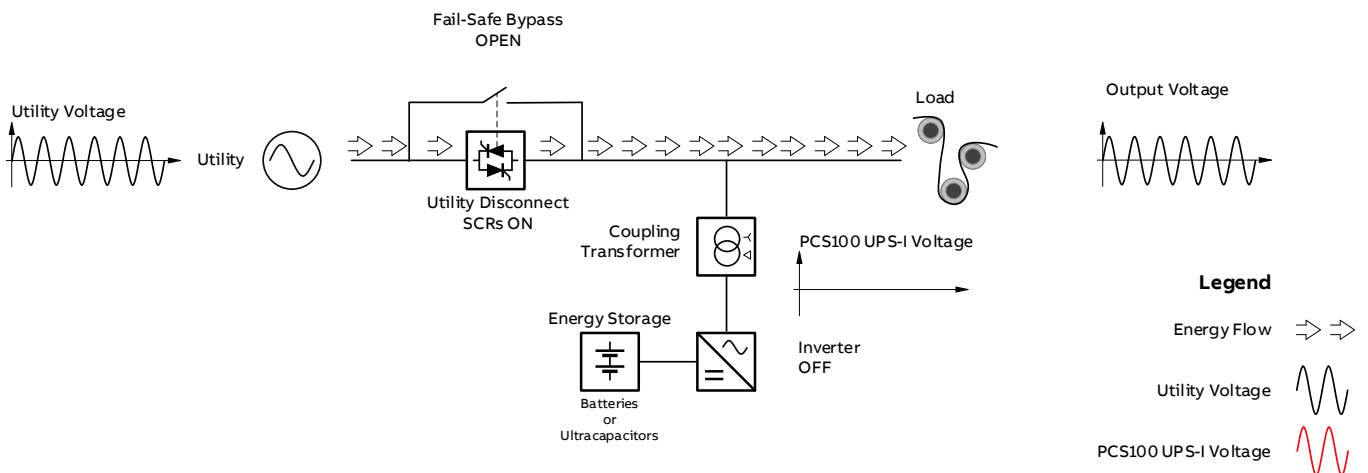 Fail-Safe Bypass
OPEN
Utility Voltage
Utility
Utility Disconnect
SCRs ON
Load
Output Voltage
Coupling
Transformer
PCS100 UPS-I Voltage
Energy Storage
Batteries
or
Ultracapacitors
Inverter
OFF
Legend
Energy Flow
Utility Voltage
PCS100 UPS-I Voltage